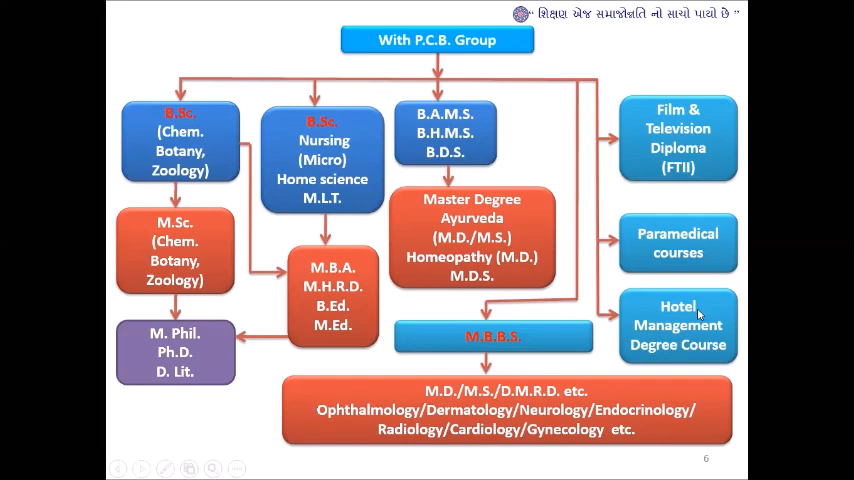 “ શિક્ષણ એજ સમાજોન્નતિ નો સાચો પાયો છે ”
With P.C.B. Group
B.Sc.
(Chem.
Botany,
Zoology)
B.Sc.
Nursing
(Micro)
Home science
M.L.T.
B.A.M.S.
B.H.M.S.
B.D.S.
Film &
Television
Diploma
(FTII)
M.Sc.
(Chem.
Botany,
Zoology)
M.B.A.
M.H.R.D.
B.Ed.
M.Ed.
Master Degree
Ayurveda
(M.D./M.S.)
Homeopathy (M.D.)
M.D.S.
Paramedical
courses
Hotel
Management
Degree Course
M. Phil.
Ph.D.
D. Lit.
M.B.B.S.
M.D./M.S./D.M.R.D. etc.
Ophthalmology/Dermatology/Neurology/Endocrinology/
Radiology/Cardiology/Gynecology etc.
6